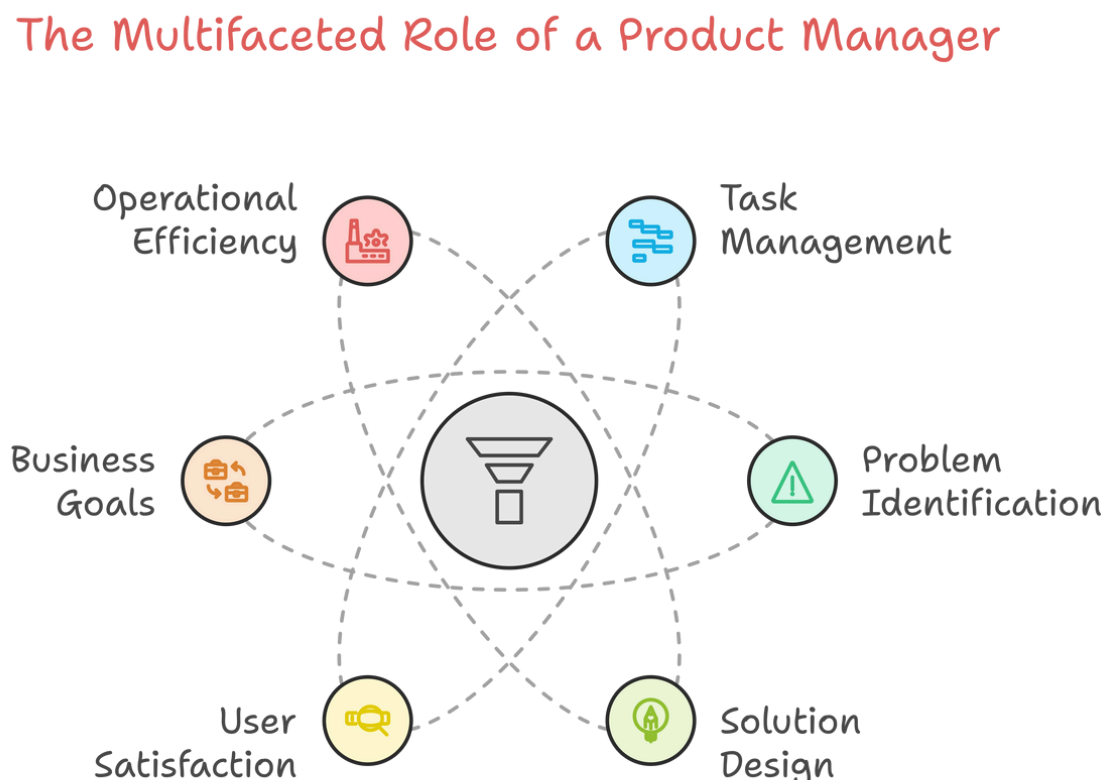 The Multifaceted Role of a Product Manager
Operational
Efficiency
Task
Management
Business
Goals
Problem
Identification
User
Satisfaction
Solution
Design